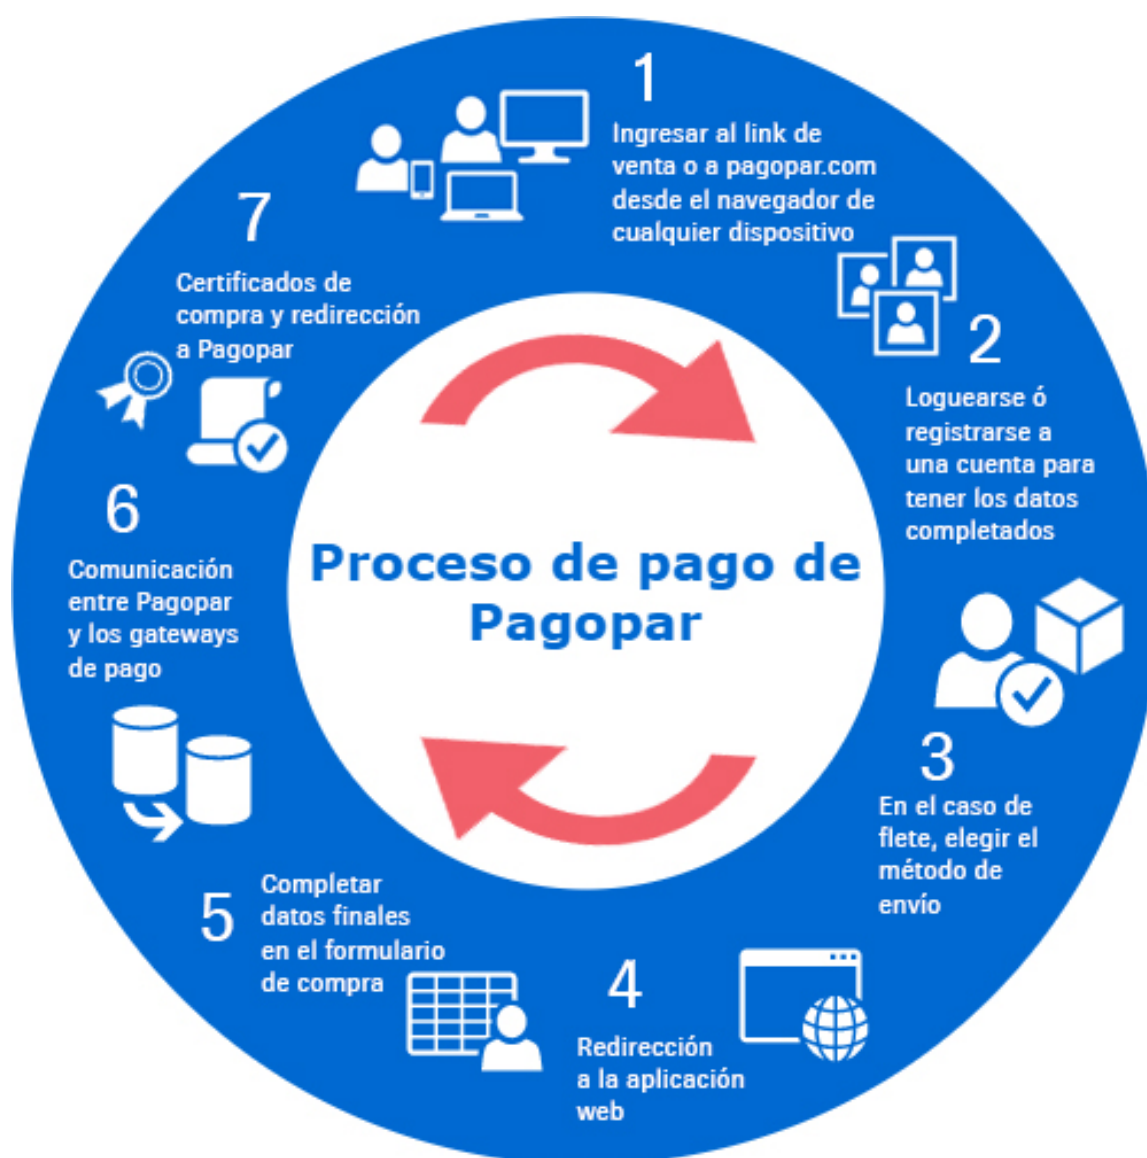 1
Ingresar al link de
venta o a pagopar.com
desde el navegador de
cualquier dispositivo
2
Loguearse ó
registrarse a
una cuenta para
tener los datos
completados
3
En el caso de
flete, elegir el
método de
envío
4
Redirección
a la aplicación
web
5
Completar
datos finales
en el formulario
de compra
6
Comunicación
entre Pagopar
y los gateways
de pago
7
Certificados de
compra y redirección
a Pagopar
Proceso de pago de
Pagopar